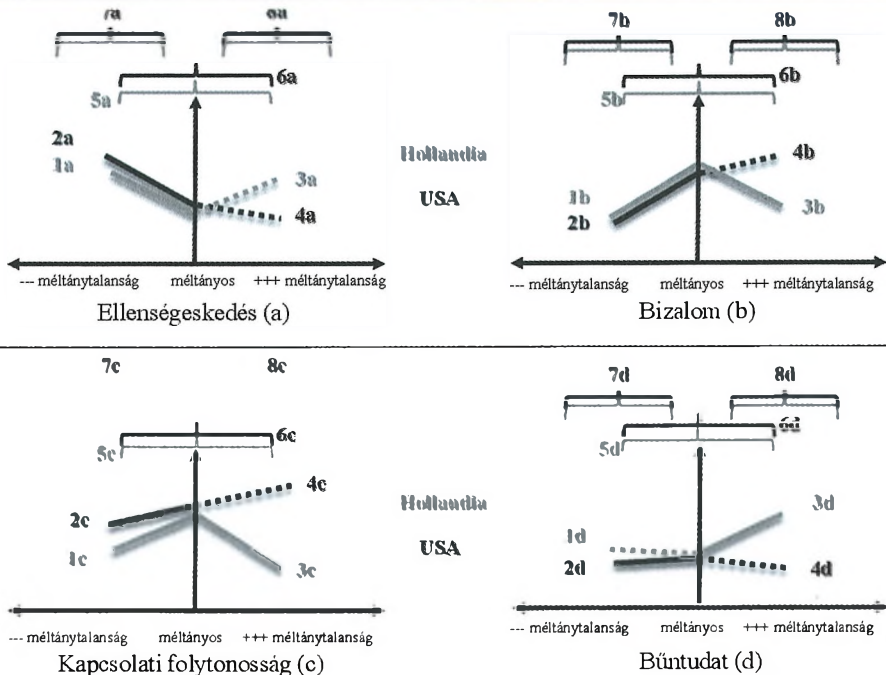 7a 8a
6a
5a
2a
1a
3a
4a
--- méltánytalanság méltányos +++ méltánytalanság
Ellenségeskedés (a)
Hollandia
USA
7b 8b
6b
5b
4b
1b
2b
3b
--- méltánytalanság méltányos +++ méltánytalanság
Bizalom (b)
7c 8c
6c
5c
4c
2c
1c
3c
--- méltánytalanság méltányos +++ méltánytalanság
Kapcsolati folytonosság (c)
Hollandia
USA
7d 8d
6d
5d
3d
1d
2d
4d
--- méltánytalanság méltányos +++ méltánytalanság
Bűntudat (d)